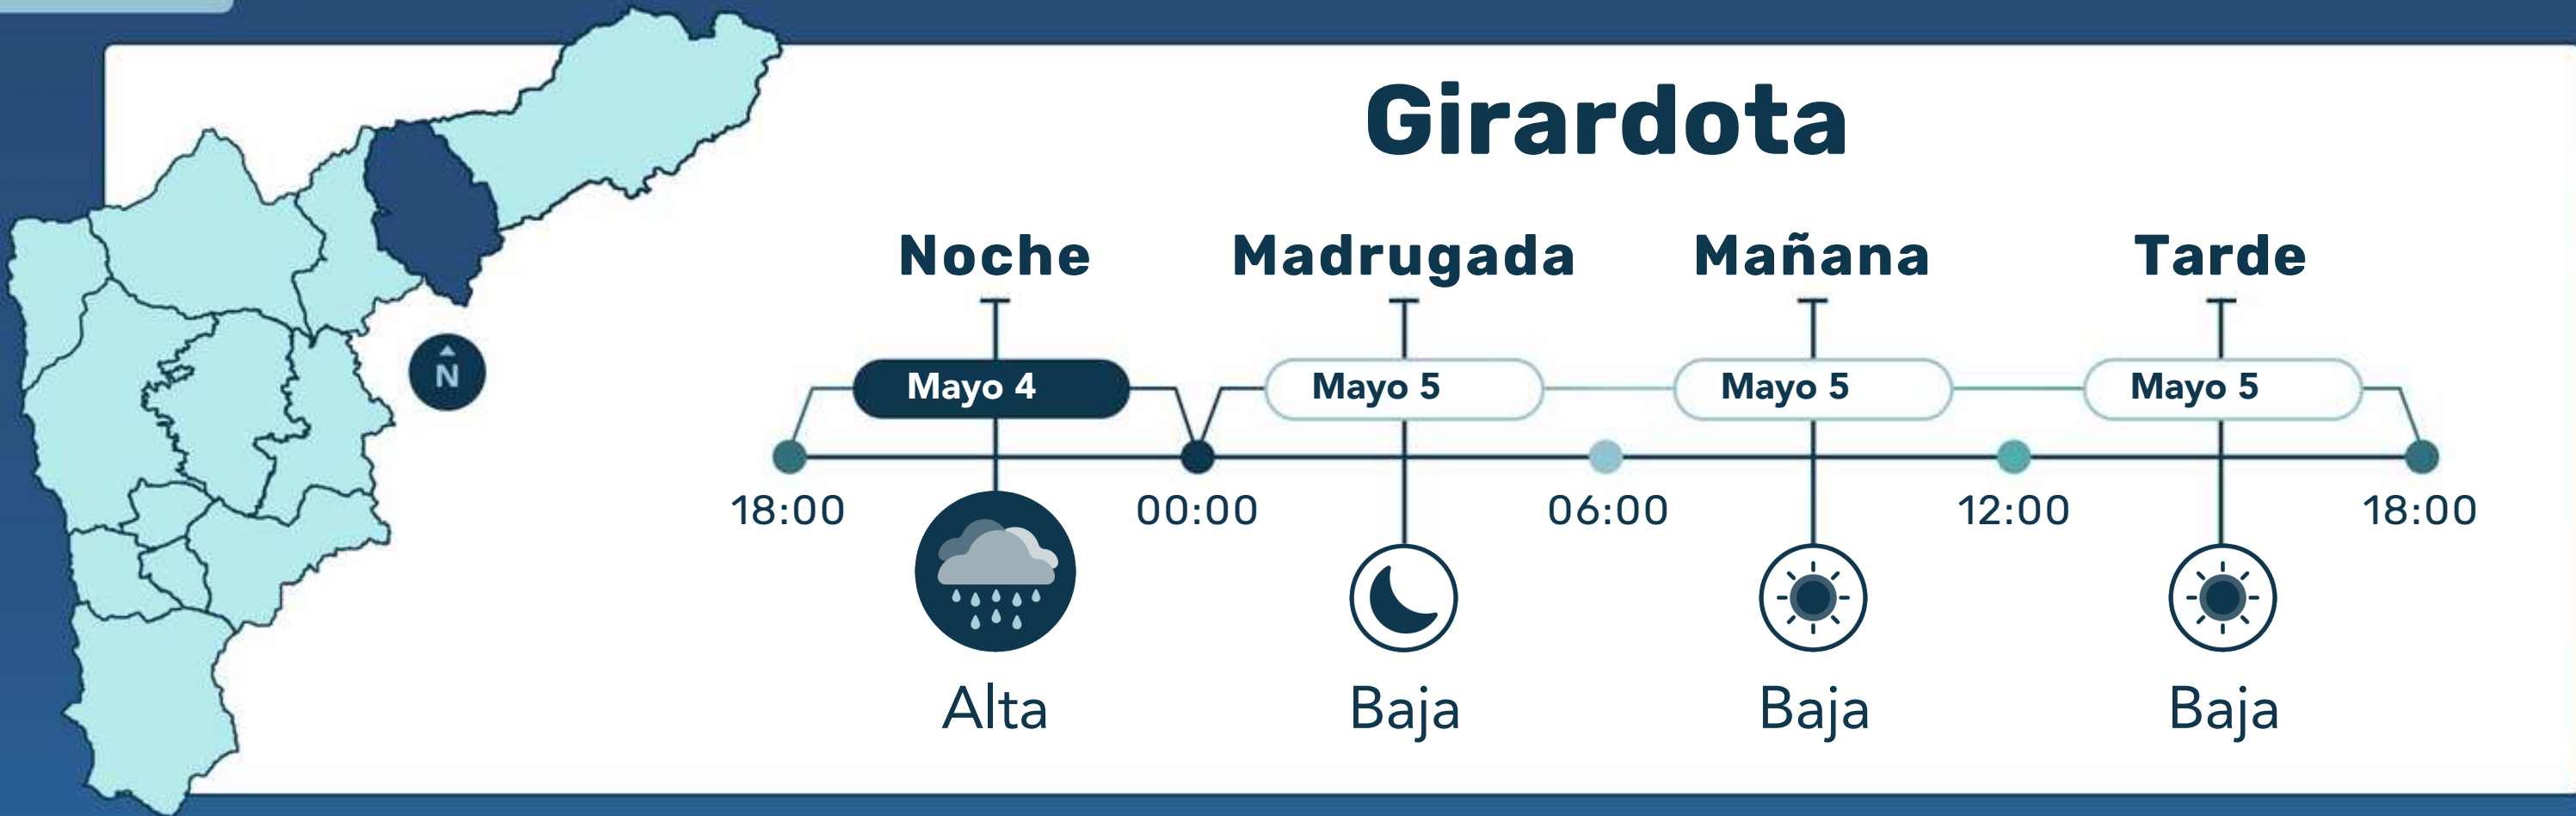 Girardota
Noche Madrugada Mañana Tarde
Mayo 4 Mayo 5 Mayo 5 Mayo 5
N
18:00 00:00 06:00 12:00 18:00
Alta Baja Baja Baja